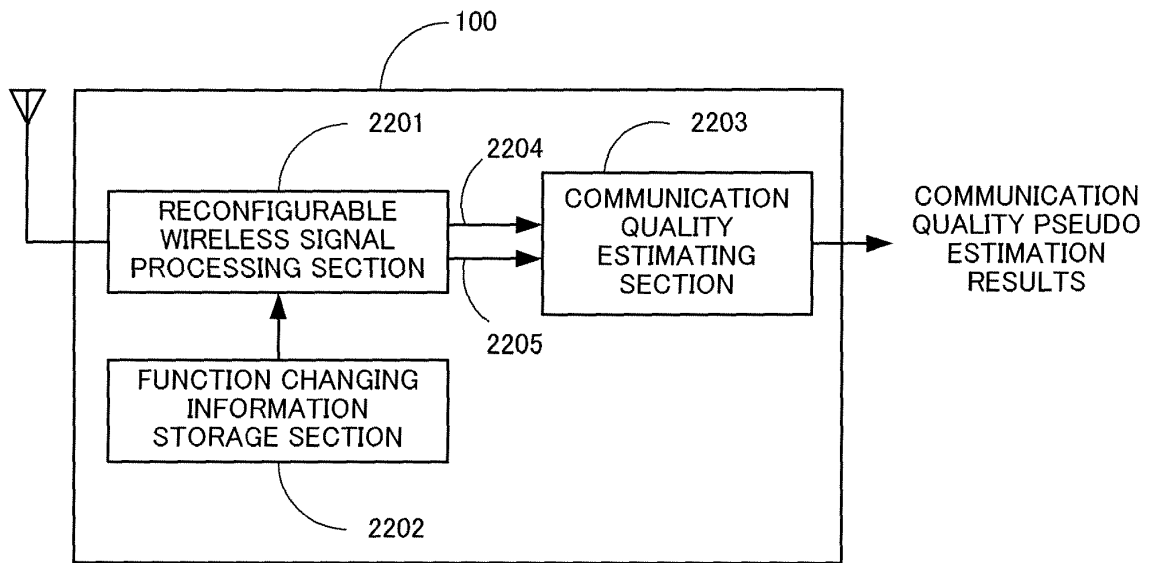 100
2201
2204
2203
RECONFIGURABLE
WIRELESS SIGNAL
PROCESSING SECTION
COMMUNICATION
QUALITY
ESTIMATING
SECTION
COMMUNICATION
QUALITY PSEUDO
ESTIMATION
RESULTS
2205
FUNCTION CHANGING
INFORMATION
STORAGE SECTION
2202